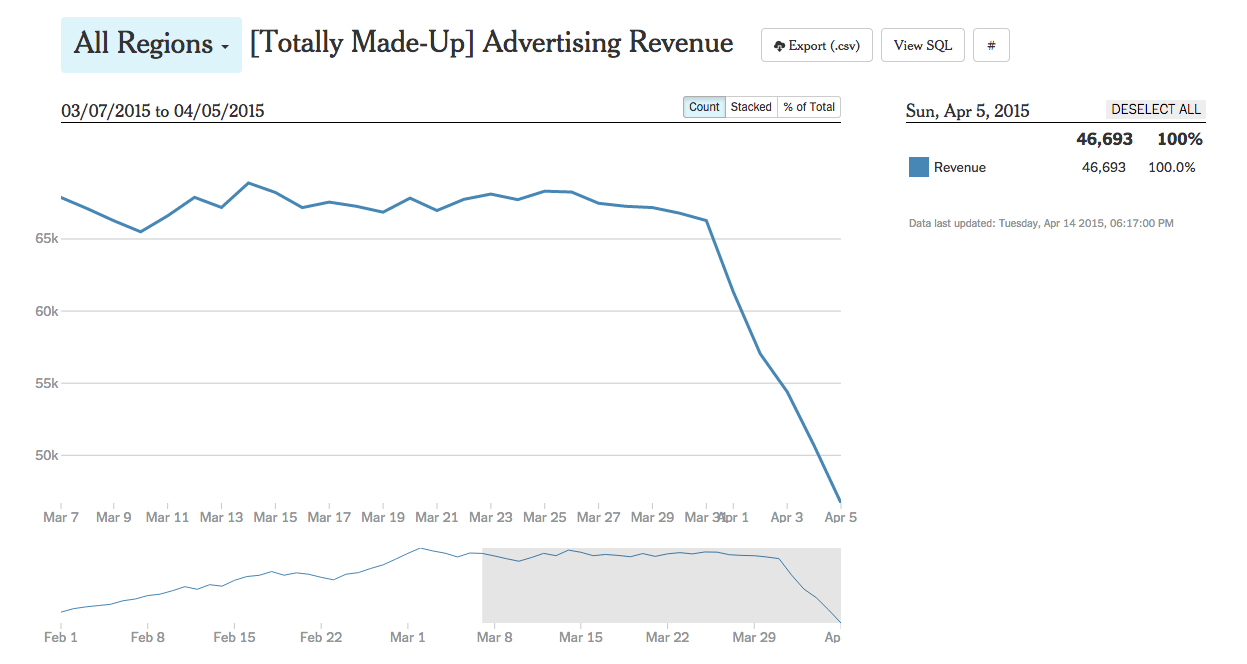 All Regions [Totally Made-Up] Advertising Revenue Export (.csv) View SQL #
03/07/2015 to 04/05/2015 Count Stacked % of Total
Sun, Apr 5, 2015 DESELECT ALL
46,693 100%
Revenue 46,693 100.0%
Data last updated: Tuesday, Apr 14 2015, 06:17:00 PM
65k
60k
55k
50k
Mar 7 Mar 9 Mar 11 Mar 13 Mar 15 Mar 17 Mar 19 Mar 21 Mar 23 Mar 25 Mar 27 Mar 29 Mar 31 Apr 1 Apr 3 Apr 5
Feb 1 Feb 8 Feb 15 Feb 22 Mar 1 Mar 8 Mar 15 Mar 22 Mar 29 Ap